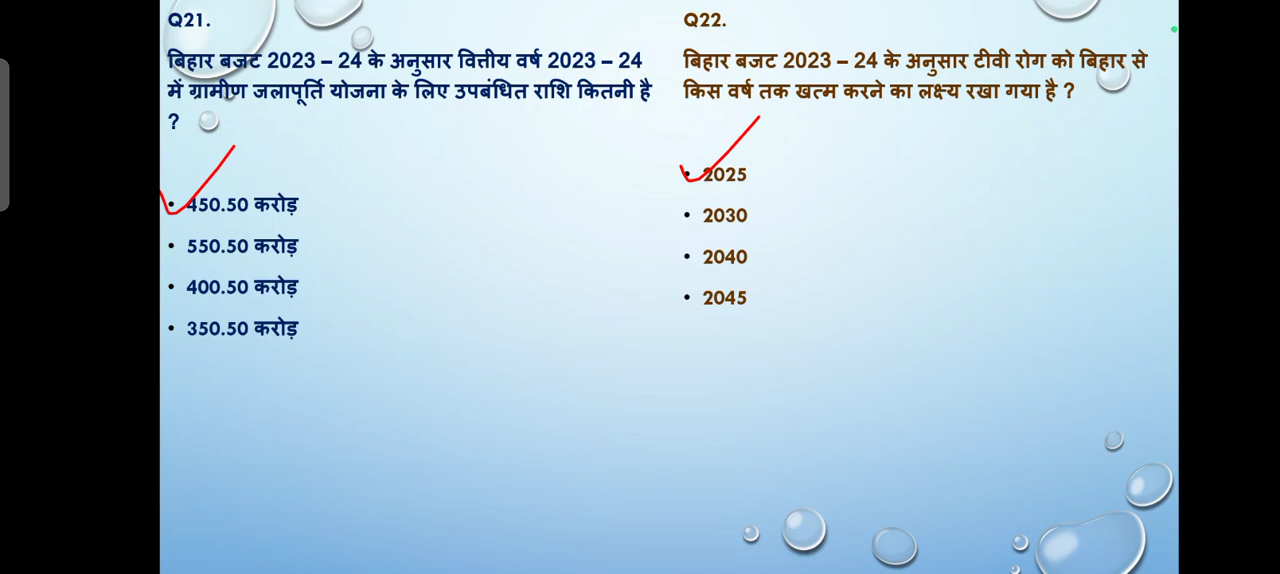 Q21.
बिहार बजट 2023 – 24 के अनुसार वित्तीय वर्ष 2023 – 24
में ग्रामीण जलापूर्ति योजना के लिए उपबंधित राशि कितनी है
?
• 450.50 करोड़
• 550.50 करोड़
• 400.50 करोड़
• 350.50 करोड़
Q22.
बिहार बजट 2023 – 24 के अनुसार टीवी रोग को बिहार से
किस वर्ष तक खत्म करने का लक्ष्य रखा गया है ?
• 2025
• 2030
• 2040
• 2045